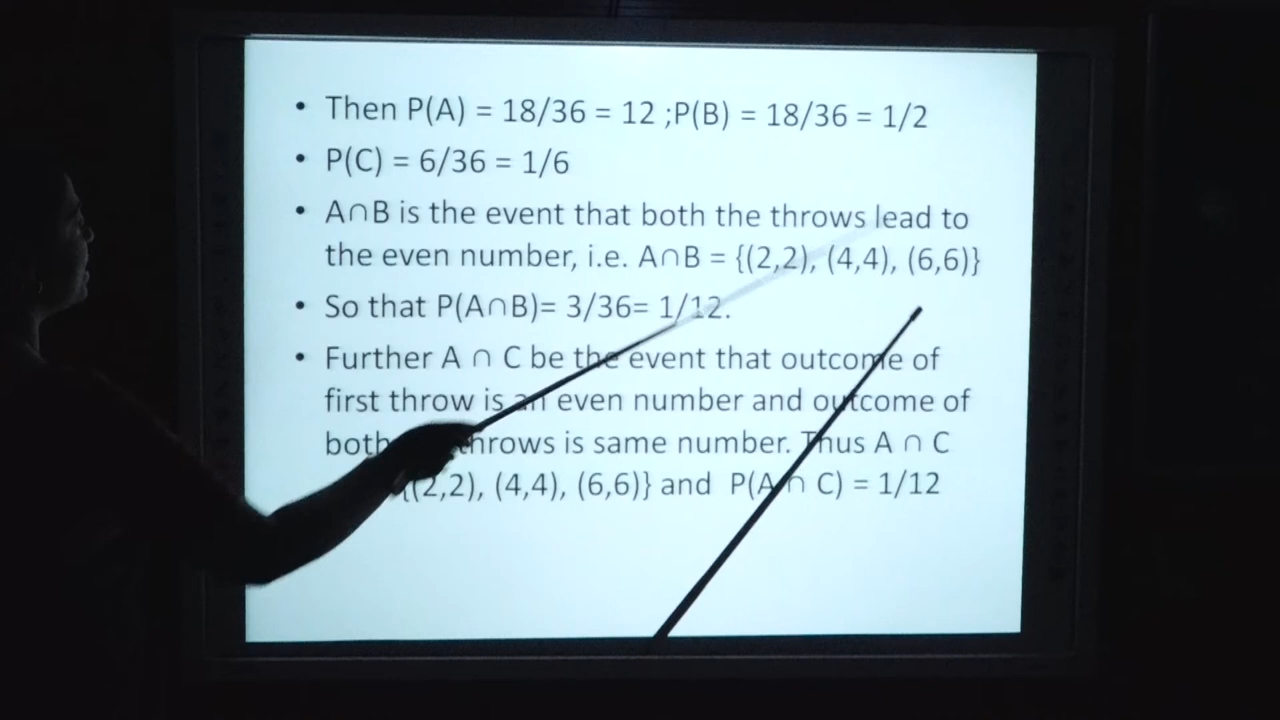 • Then P(A) = 18/36 = 12 ;P(B) = 18/36 = 1/2
• P(C) = 6/36 = 1/6
• A∩B is the event that both the throws lead to
the even number, i.e. A∩B = {(2,2), (4,4), (6,6)}
• So that P(A∩B)= 3/36= 1/12.
• Further A ∩ C be the event that outcome of
first throw is an even number and outcome of
both throws is same number. Thus A ∩ C
{(2,2), (4,4), (6,6)} and P(A ∩ C) = 1/12